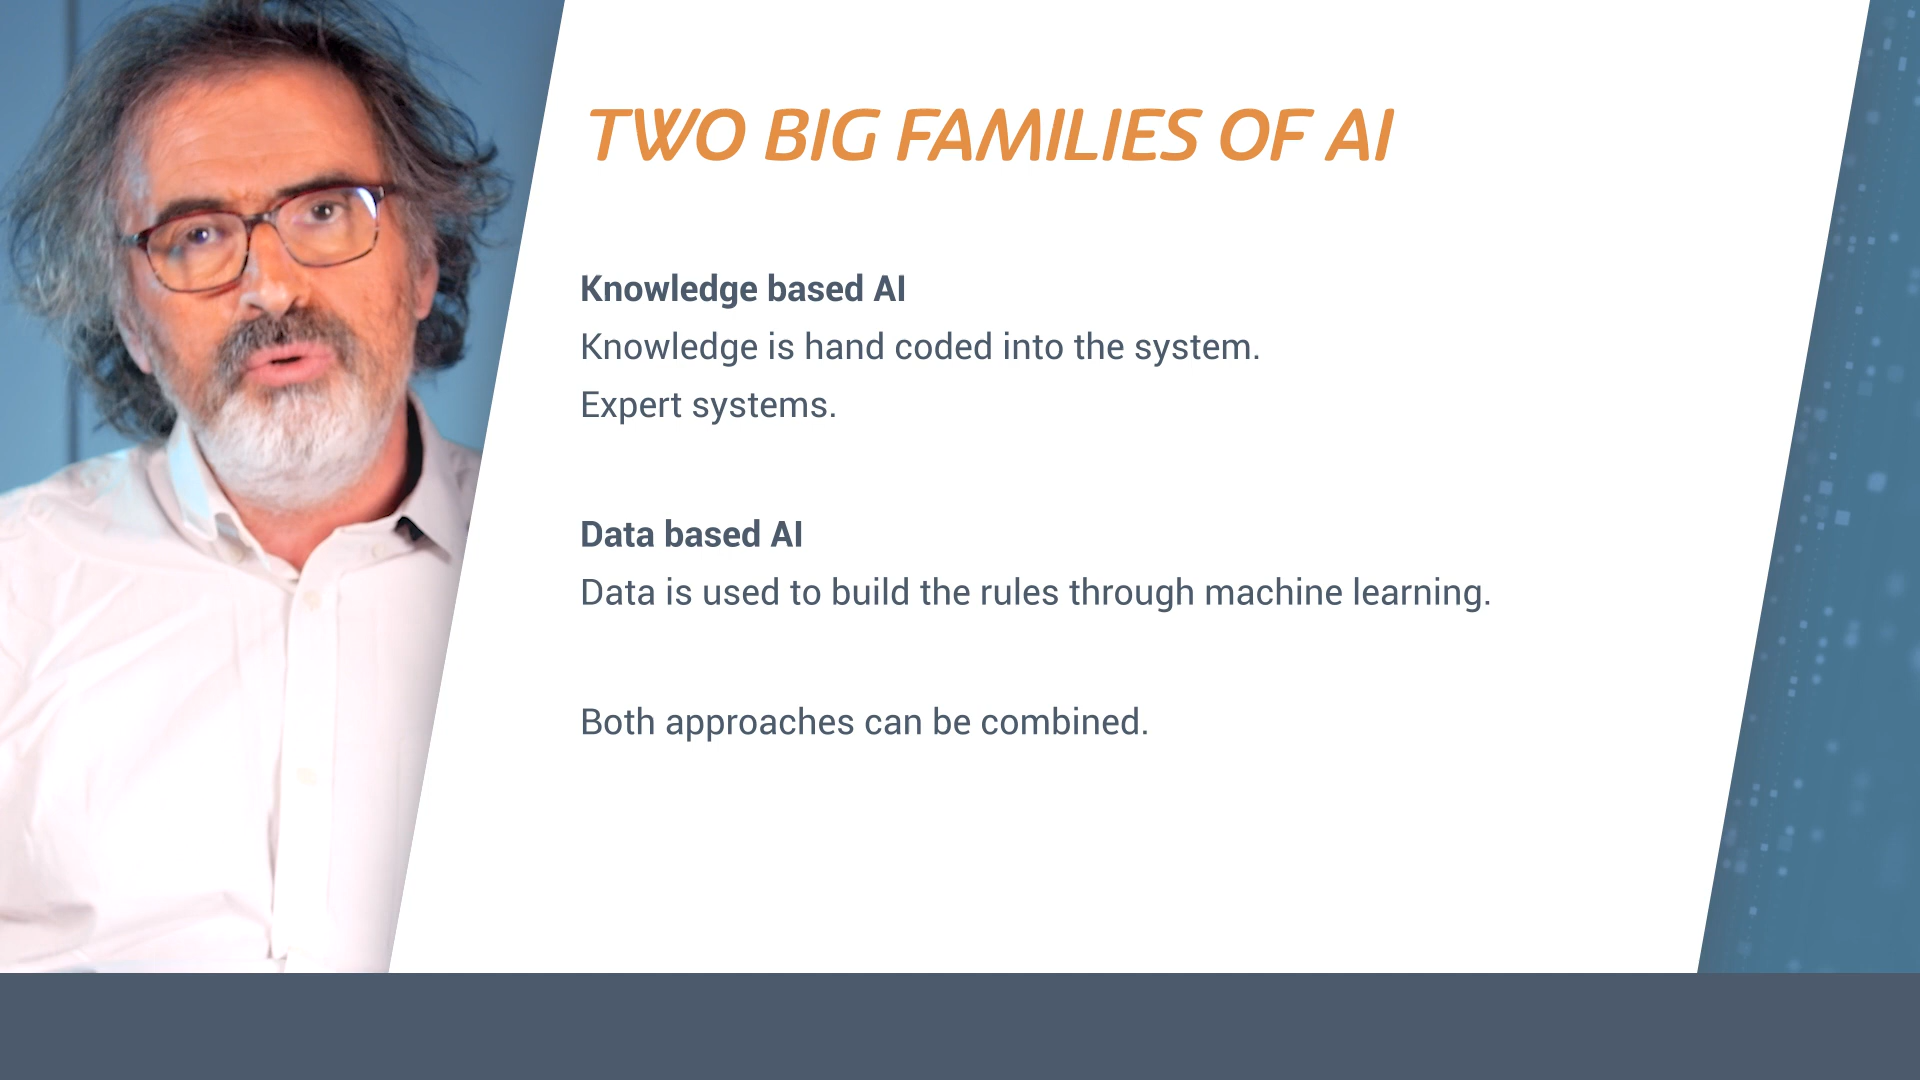 TWO BIG FAMILIES OF AI
Knowledge based AI
Knowledge is hand coded into the system.
Expert systems.
Data based AI
Data is used to build the rules through machine learning.
Both approaches can be combined.